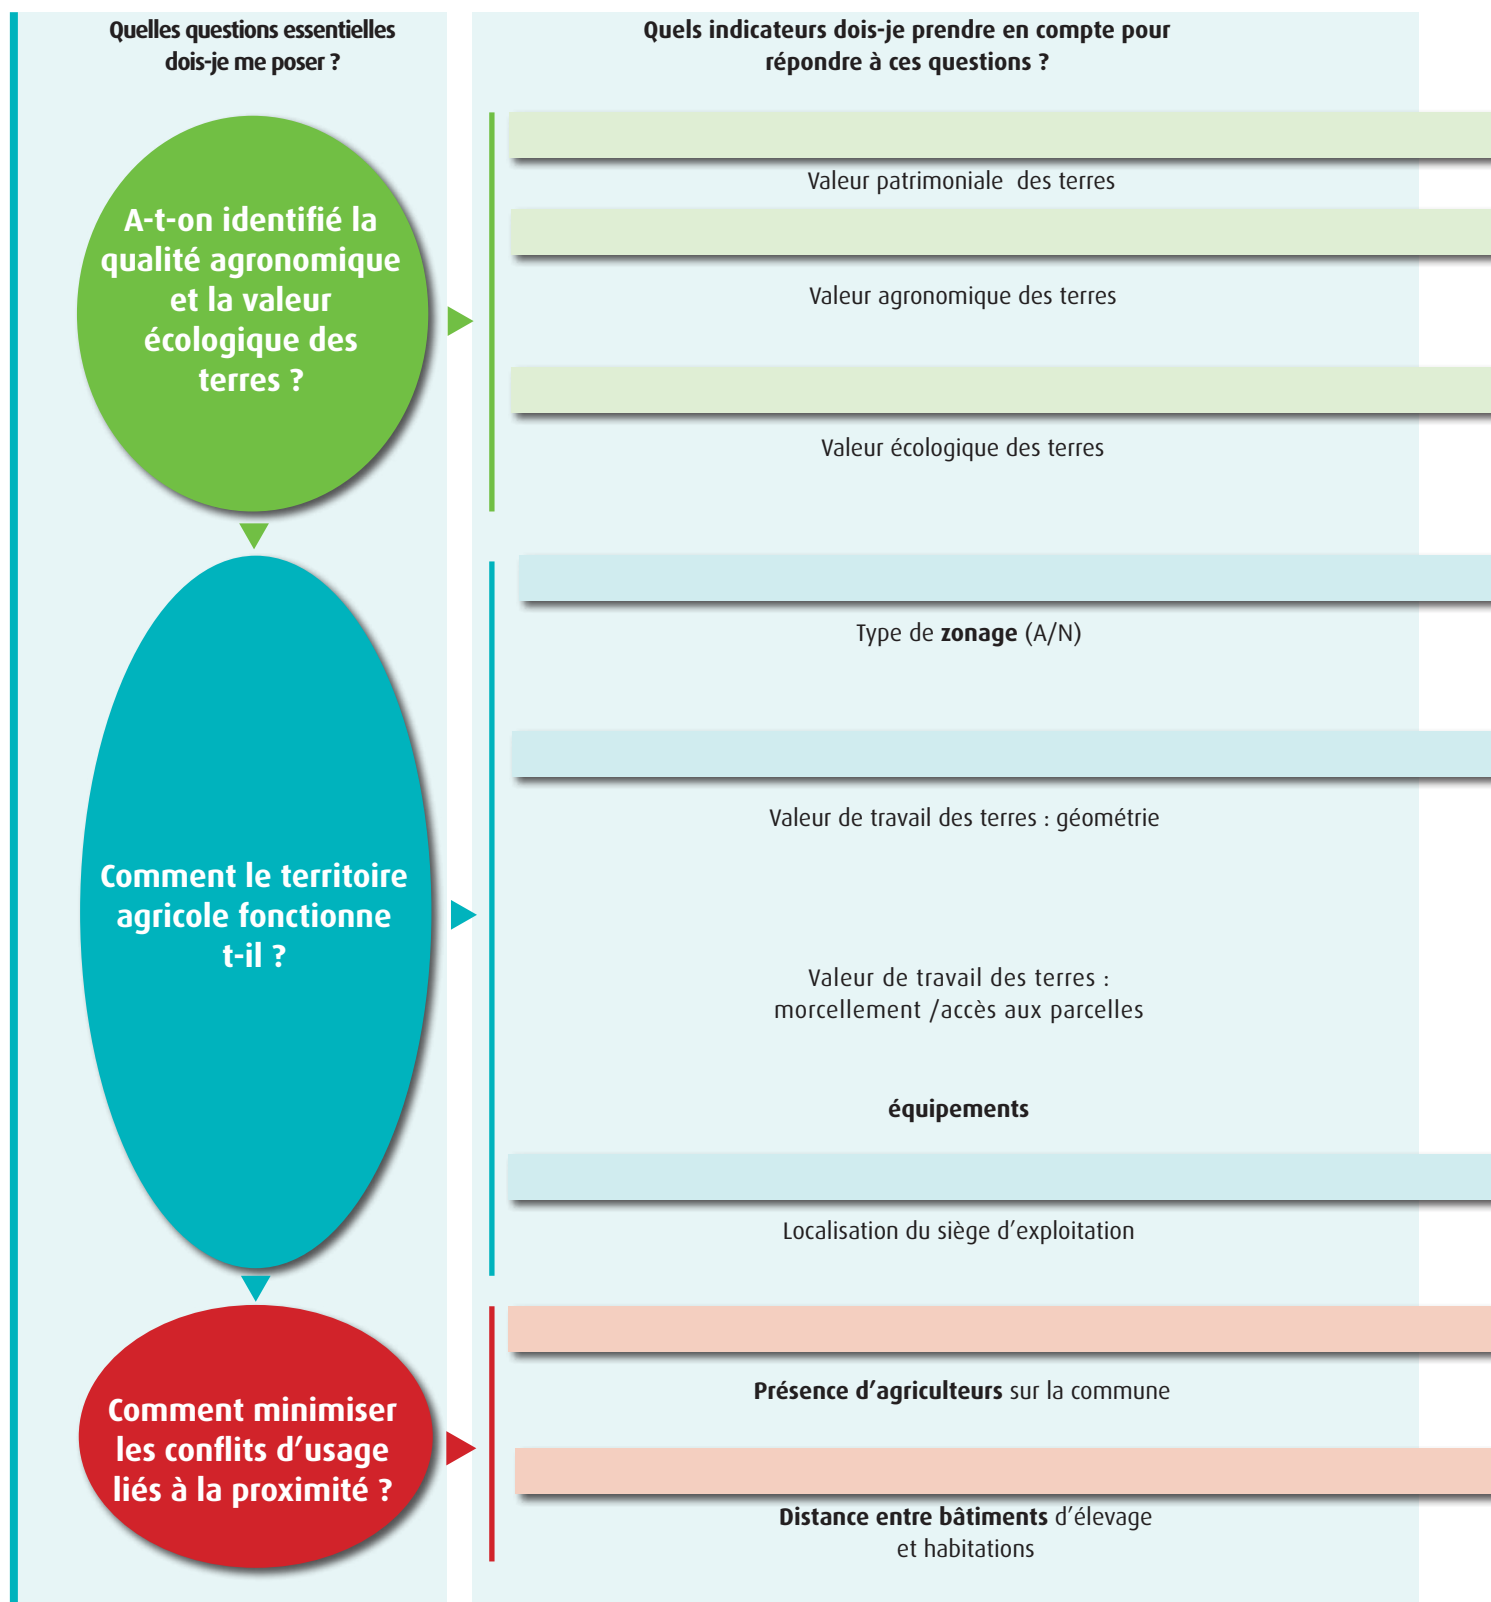 Quelles questions essentielles
dois-je me poser ?
Quels indicateurs dois-je prendre en compte pour
répondre à ces questions ?
A-t-on identifié la
qualité agronomique
et la valeur
écologique des
terres ?
Valeur patrimoniale des terres
Valeur agronomique des terres
Valeur écologique des terres
Comment le territoire
agricole fonctionne
t-il ?
Type de zonage (A/N)
Valeur de travail des terres : géométrie
Valeur de travail des terres :
morcellement /accès aux parcelles
équipements
Localisation du siège d'exploitation
Comment minimiser
les conflits d'usage
liés à la proximité ?
Présence d'agriculteurs sur la commune
Distance entre bâtiments d'élevage
et habitations